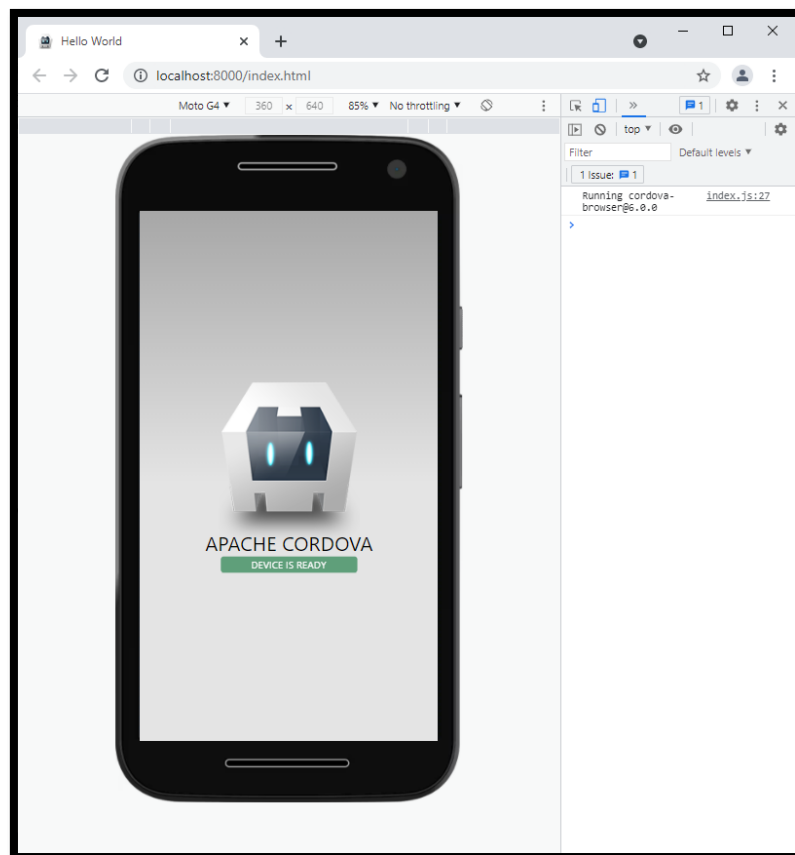 Hello World
localhost:8000/index.html
Moto G4 ▼ 360 x 640 85% ▼ No throttling ▼
» 1
top ▼
Filter Default levels ▼
1 Issue: 1
Running cordova- index.js:27
browser@6.0.0
APACHE CORDOVA
DEVICE IS READY